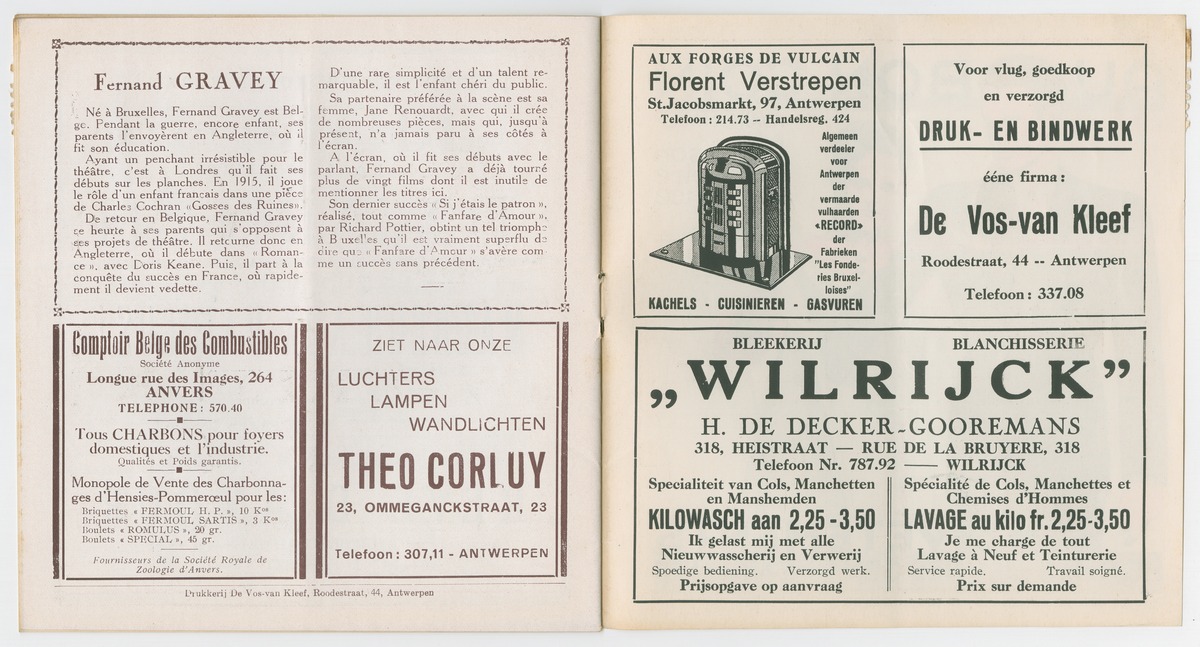 Fernand GRAVEY
Né à Bruxelles, Fernand Gravey est Bel-
ge. Pendant la guerre, encore enfant, ses
parents l'envoyèrent en Angleterre, où il
fit son éducation.
Ayant un penchant irrésistible pour le
théâtre, c'est à Londres qu'il fait ses
débuts sur les planches. En 1915, il joue
le rôle d'un enfant français dans une pièce
de Charles Cochran «Gosses des Ruines».
De retour en Belgique, Fernand Gravey
se heurte à ses parents qui s'opposent à
ses projets de théâtre. Il retourne donc en
Angleterre, où il débute dans «Roman-
ce», avec Doris Keane. Puis, il part à la
conquête du succès en France, où rapide-
ment il devient vedette.
D'une rare simplicité et d'un talent re-
marquable, il est l'enfant chéri du public.
Sa partenaire préférée à la scène est sa
femme, Jane Renouardt, avec qui il crée
de nombreuses pièces, mais qui, jusqu'à
présent, n'a jamais paru à ses côtés à
l'écran.
A l'écran, où il fit ses débuts avec le
parlant, Fernand Gravey a déjà tourné
plus de vingt films dont il est inutile de
mentionner les titres ici.
Son dernier succès «Si j'étais le patron»,
réalisé, tout comme «Fanfare d'Amour»,
par Richard Pottier, obtint un tel triomphe
à Bruxelles qu'il est vraiment superflu de
dire que «Fanfare d'Amour» s'avère com-
me un succès sans précédent.
Comptoir Belge des Combustibles
Société Anonyme
Longue rue des Images, 264
ANVERS
TELEPHONE: 570.40
Tous CHARBONS pour foyers
domestiques et l'industrie.
Qualités et Poids garantis.
Monopole de Vente des Charbonna-
ges d'Hensies-Pommerœul pour les:
Briquettes «FERMOUL H. P.», 10 Kos
Briquettes «FERMOUL SARTIS», 3 Kos
Boulets «ROMULUS», 20 gr.
Boulets «SPECIAL», 45 gr.
Fournisseurs de la Société Royale de
Zoologie d'Anvers.
ZIET NAAR ONZE
LUCHTERS
LAMPEN
WANDLICHTEN
THEO CORLUY
23, OMMEGANCKSTRAAT, 23
Telefoon: 307,11 - ANTWERPEN
Drukkerij De Vos-van Kleef, Roodestraat, 44, Antwerpen
AUX FORGES DE VULCAIN
Florent Verstrepen
St.Jacobsmarkt, 97, Antwerpen
Telefoon: 214.73 -- Handelsreg. 424
Algemeen
verdeeler
voor
Antwerpen
der
vermaarde
vulhaarden
«RECORD»
der
Fabrieken
"Les Fonde-
ries Bruxel-
loises"
KACHELS - CUISINIEREN - GASVUREN
Voor vlug, goedkoop
en verzorgd
DRUK- EN BINDWERK
ééne firma:
De Vos-van Kleef
Roodestraat, 44 -- Antwerpen
Telefoon: 337.08
BLEEKERIJ BLANCHISSERIE
„WILRIJCK”
H. DE DECKER-GOOREMANS
318, HEISTRAAT — RUE DE LA BRUYERE, 318
Telefoon Nr. 787.92 —— WILRIJCK
Specialiteit van Cols, Manchetten
en Manshemden
KILOWASCH aan 2,25-3,50
Ik gelast mij met alle
Nieuwwasscherij en Verwerij
Spoedige bediening. Verzorgd werk.
Prijsopgave op aanvraag
Spécialité de Cols, Manchettes et
Chemises d'Hommes
LAVAGE au kilo fr. 2,25-3,50
Je me charge de tout
Lavage à Neuf et Teinturerie
Service rapide. Travail soigné.
Prix sur demande